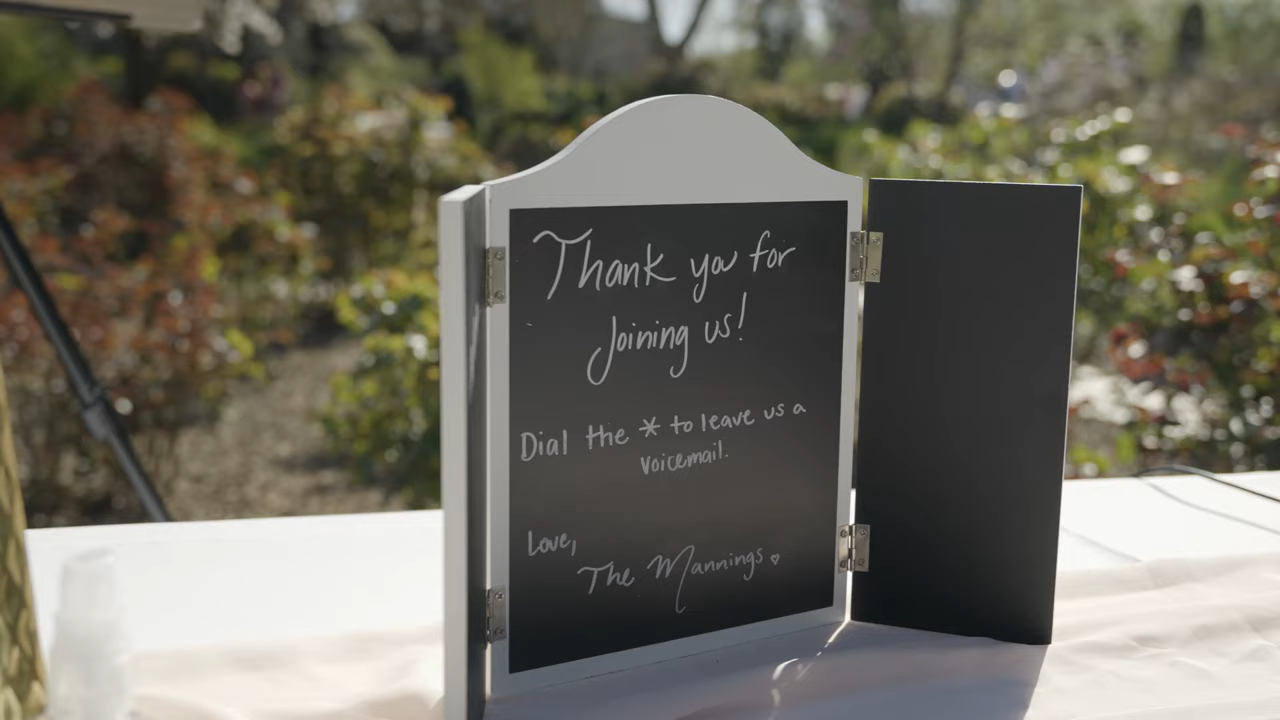 Thank you for
Joining us!
Dial the * to leave us a
voicemail.
Love,
The Mannings ♡